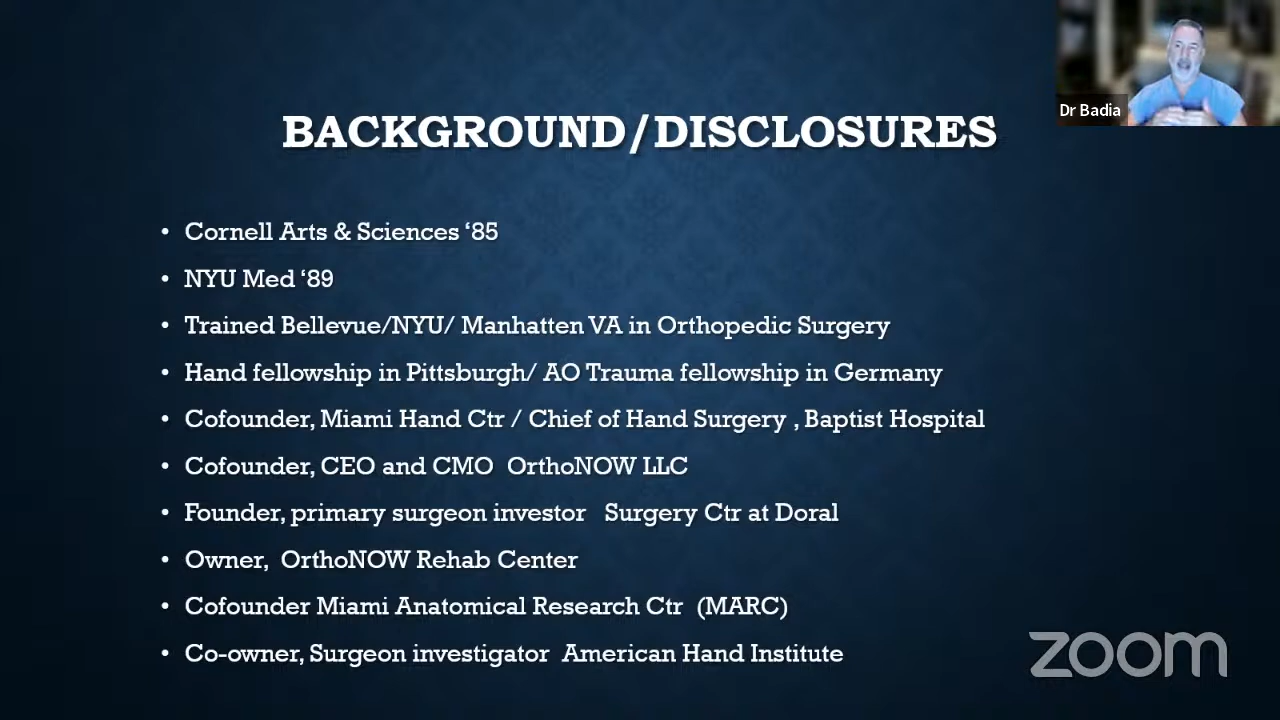 Dr Badia
BACKGROUND/DISCLOSURES
• Cornell Arts & Sciences ‘85
• NYU Med ‘89
• Trained Bellevue/NYU/ Manhatten VA in Orthopedic Surgery
• Hand fellowship in Pittsburgh/ AO Trauma fellowship in Germany
• Cofounder, Miami Hand Ctr / Chief of Hand Surgery , Baptist Hospital
• Cofounder, CEO and CMO OrthoNOW LLC
• Founder, primary surgeon investor Surgery Ctr at Doral
• Owner, OrthoNOW Rehab Center
• Cofounder Miami Anatomical Research Ctr (MARC)
• Co-owner, Surgeon investigator American Hand Institute
zoom